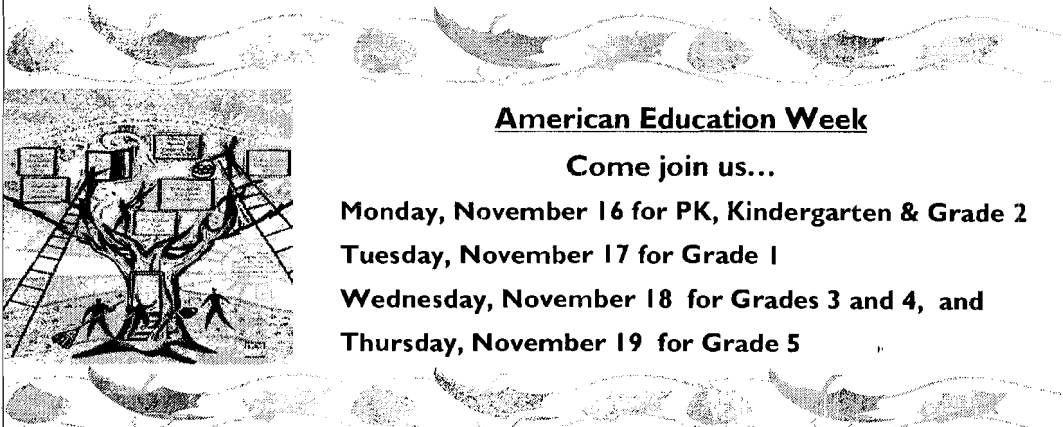 American Education Week
Come join us...
Monday, November 16 for PK, Kindergarten & Grade 2
Tuesday, November 17 for Grade 1
Wednesday, November 18 for Grades 3 and 4, and
Thursday, November 19 for Grade 5